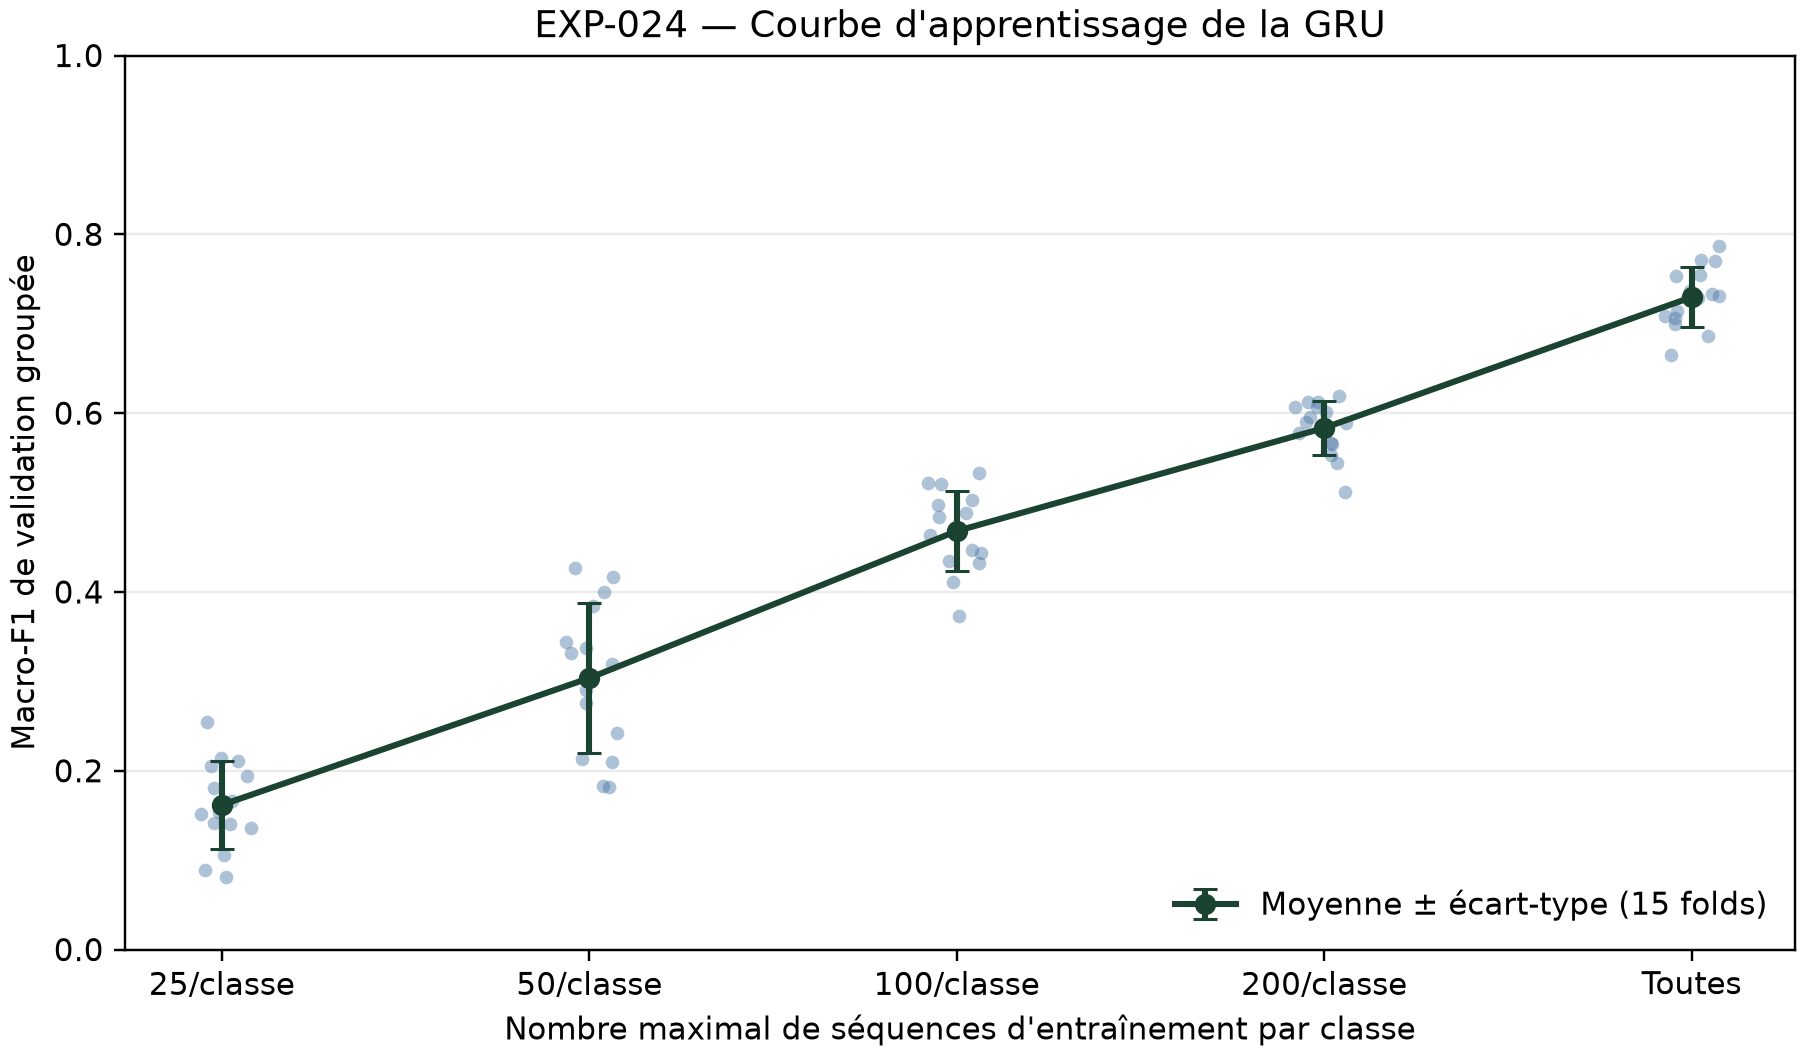 EXP-024 — Courbe d'apprentissage de la GRU
Macro-F1 de validation groupée
1.0
0.8
0.6
0.4
0.2
0.0
Moyenne ± écart-type (15 folds)
25/classe
50/classe
100/classe
200/classe
Toutes
Nombre maximal de séquences d'entraînement par classe